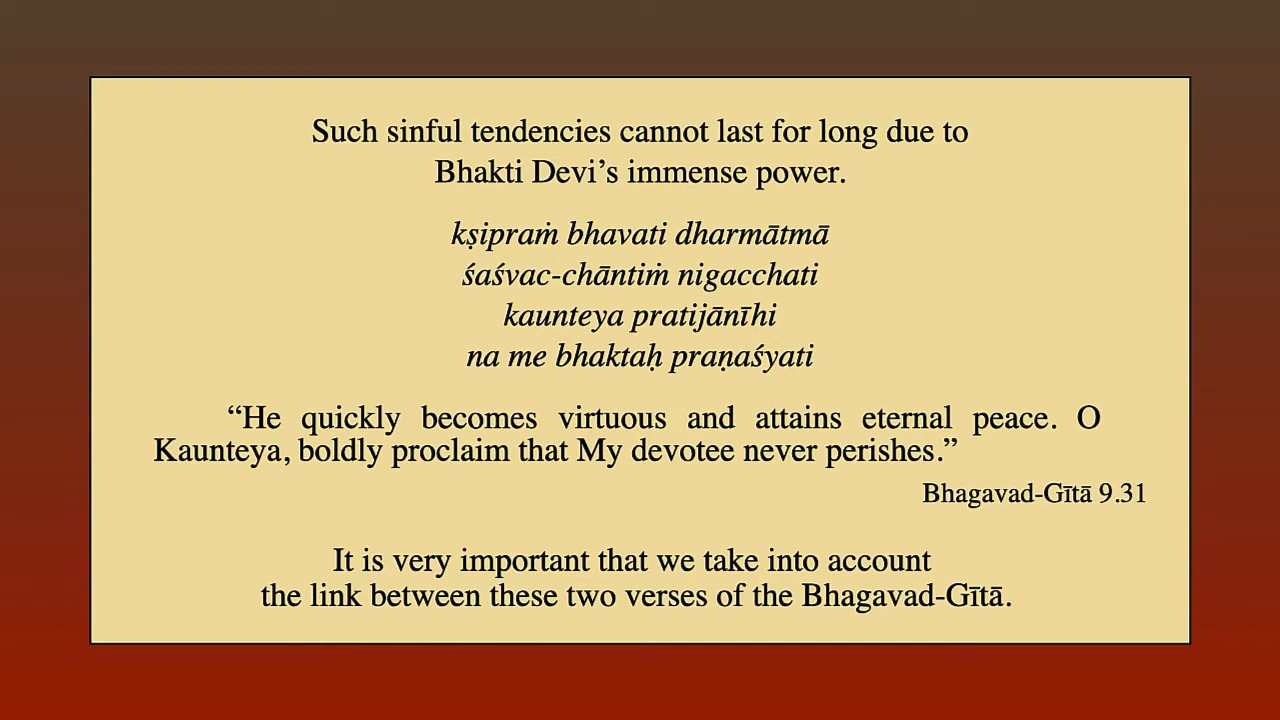 Such sinful tendencies cannot last for long due to
Bhakti Devi’s immense power.
kṣipraṁ bhavati dharmātmā
śaśvac-chāntiṁ nigacchati
kaunteya pratijānīhi
na me bhaktaḥ praṇaśyati
“He quickly becomes virtuous and attains eternal peace. O
Kaunteya, boldly proclaim that My devotee never perishes.”
Bhagavad-Gītā 9.31
It is very important that we take into account
the link between these two verses of the Bhagavad-Gītā.